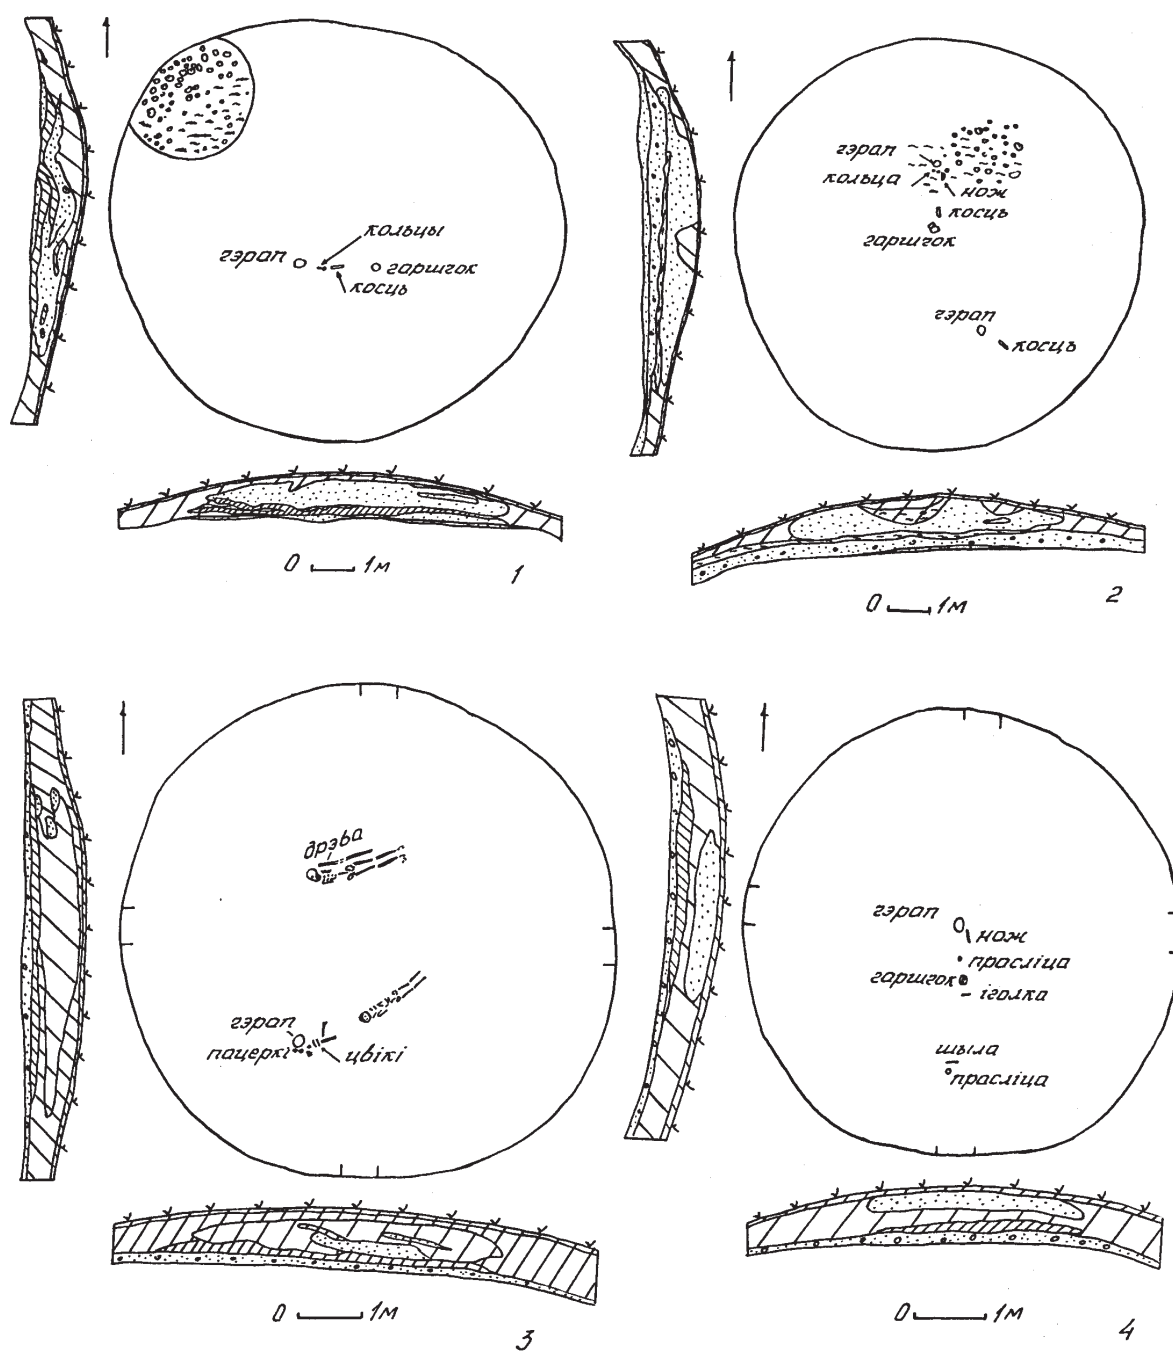 кольцы
гэрап
гаршчок
косць
0 1м
1
гэрап
кольца
нож
косць
гаршчок
гэрап
косць
0 1м
2
дрэва
гэрап
пацеркі
цвікі
0 1м
3
гэрап
нож
прасліца
гаршчок
іголка
шыла
прасліца
0 1м
4